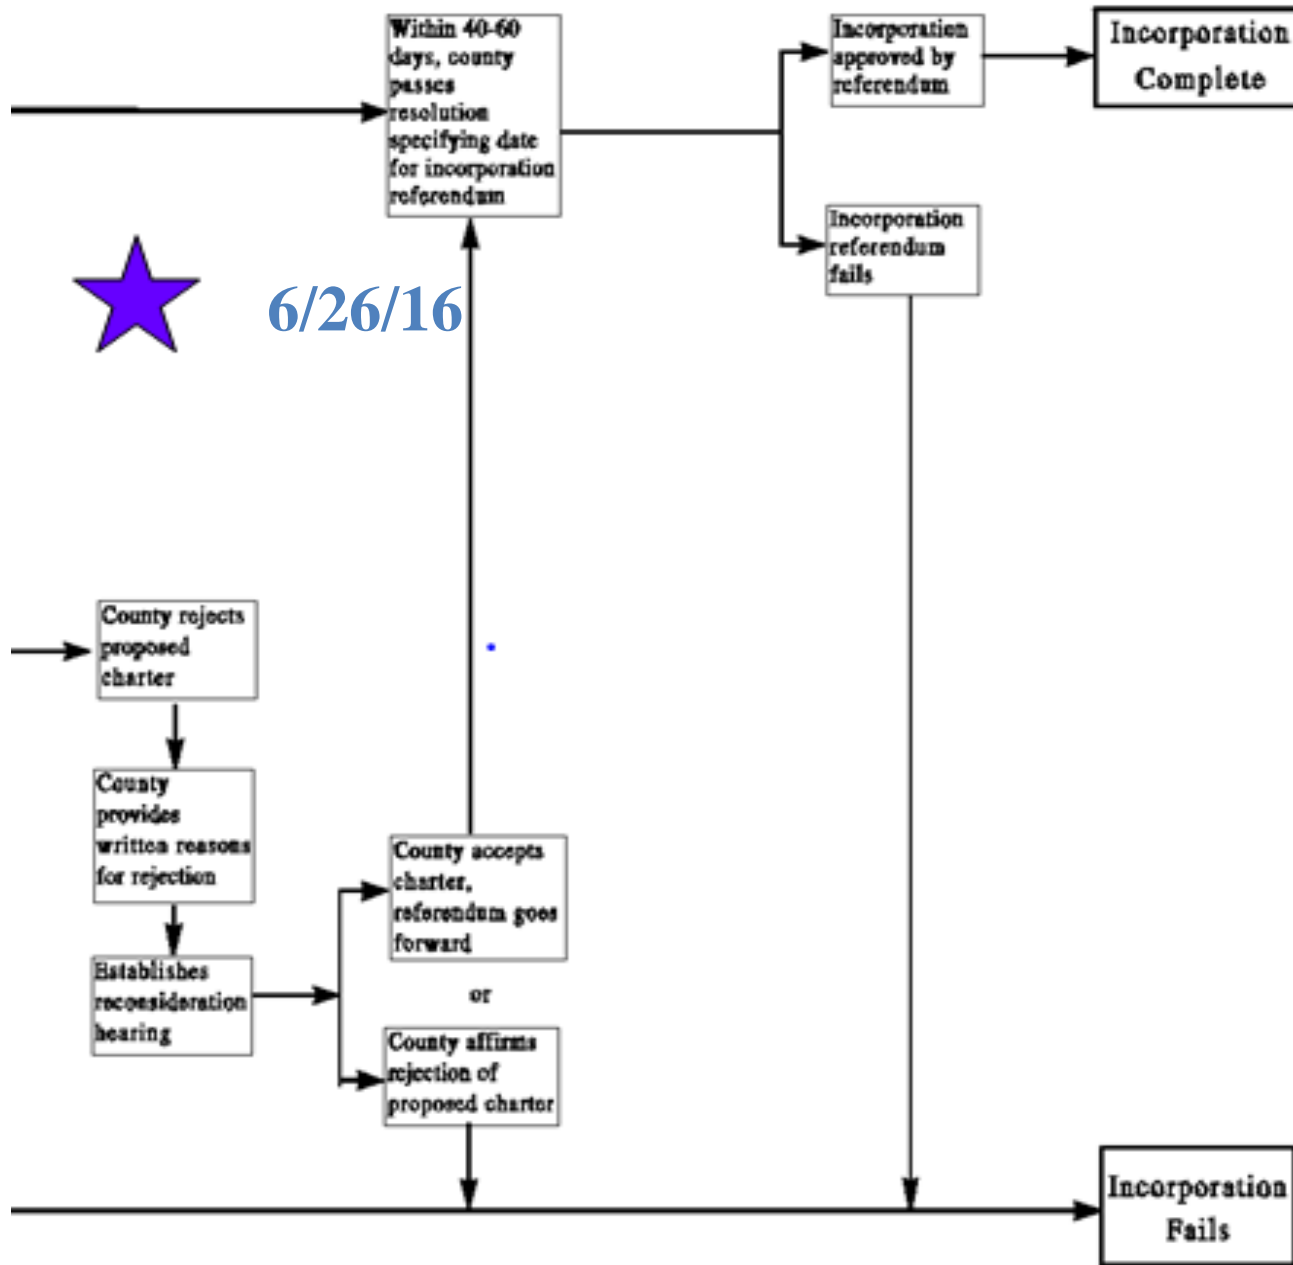 Within 40-60
days, county
passes
resolution
specifying date
for incorporation
referendum
Incorporation
approved by
referendum
Incorporation
Complete
Incorporation
referendum
fails
6/26/16
County rejects
proposed
charter
County
provides
written reasons
for rejection
Establishes
reconsideration
hearing
County accepts
charter,
referendum goes
forward
or
County affirms
rejection of
proposed charter
Incorporation
Fails